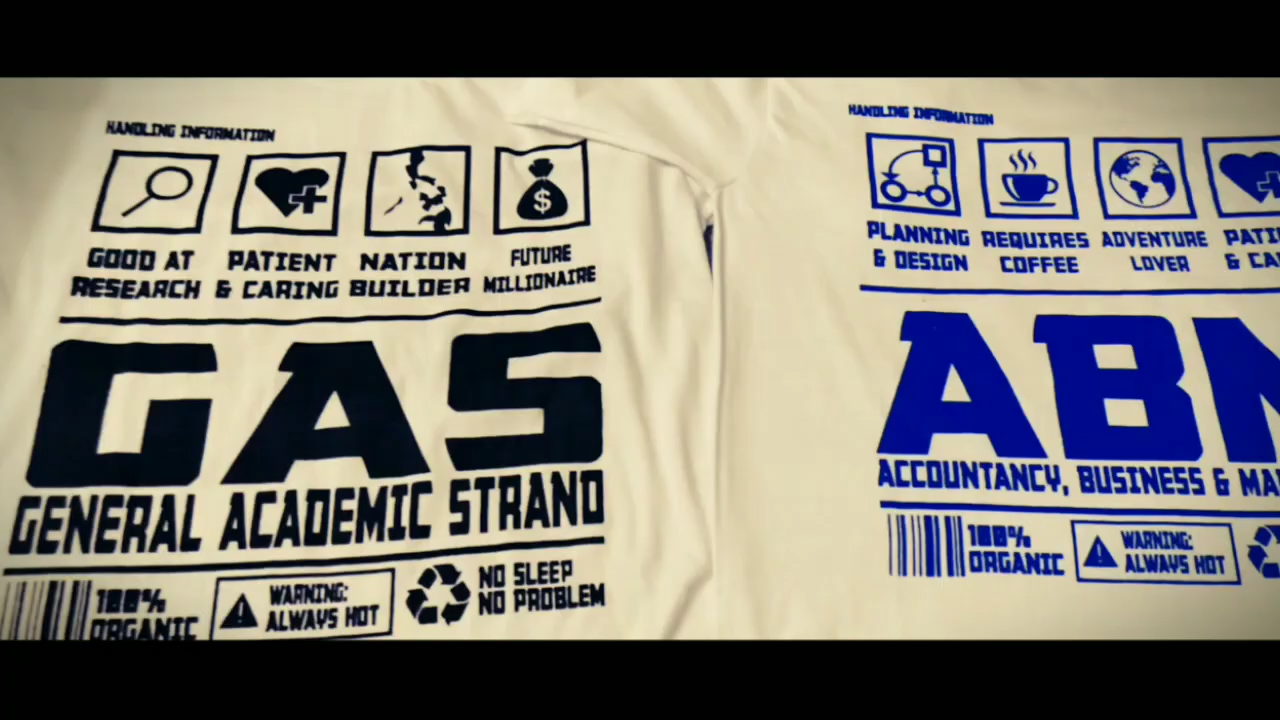 HANDLING INFORMATION
GOOD AT
RESEARCH
PATIENT
& CARING
NATION
BUILDER
$
FUTURE
MILLIONAIRE
GAS
GENERAL ACADEMIC STRAND
100%
ORGANIC
WARNING:
ALWAYS HOT
NO SLEEP
NO PROBLEM
HANDLING INFORMATION
PLANNING
& DESIGN
REQUIRES
COFFEE
ADVENTURE
LOVER
&
AB
ACCOUNTANCY, BUSINESS &
100%
ORGANIC
WARNING:
ALWAYS HOT